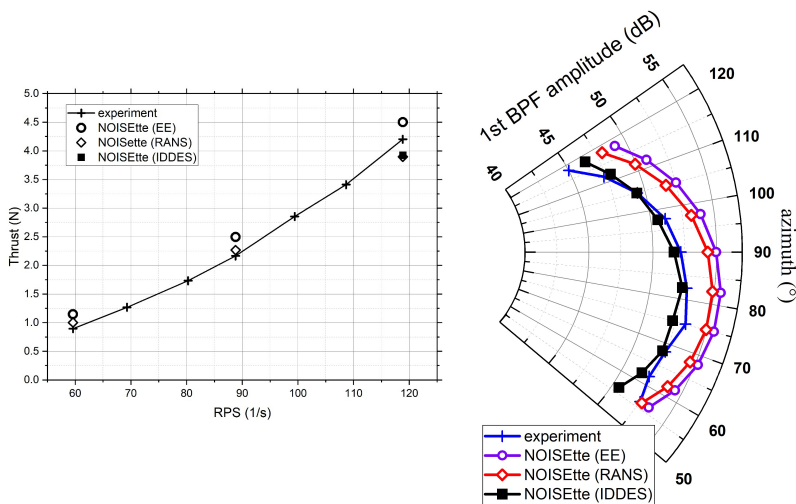 5.0
4.5
4.0
3.5
3.0
2.5
2.0
1.5
1.0
0.5
0.0
Thrust (N)
experiment
NOISEtte (EE)
NOISette (RANS)
NOISEtte (IDDES)
60 70 80 90 100 110 120
RPS (1/s)
1st BPF amplitude (dB)
40 45 50 55
120
110
100
90
80
70
60
50
azimuth (°)
experiment
NOISEtte (EE)
NOISEtte (RANS)
NOISEtte (IDDES)